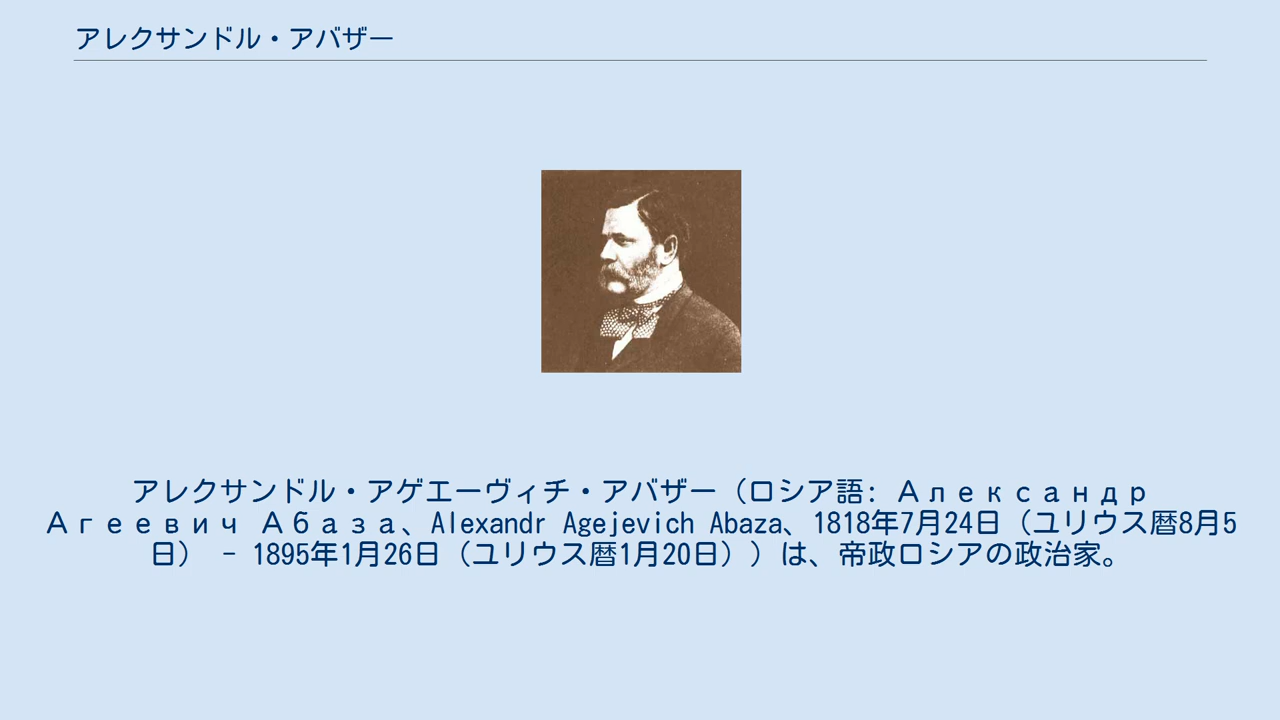 アレクサンドル・アバザー
アレクサンドル・アゲエーヴィチ・アバザー（ロシア語: Александр
Агеевич Абаза、Alexandr Agejevich Abaza、1818年7月24日（ユリウス暦8月5
日） - 1895年1月26日（ユリウス暦1月20日））は、帝政ロシアの政治家。